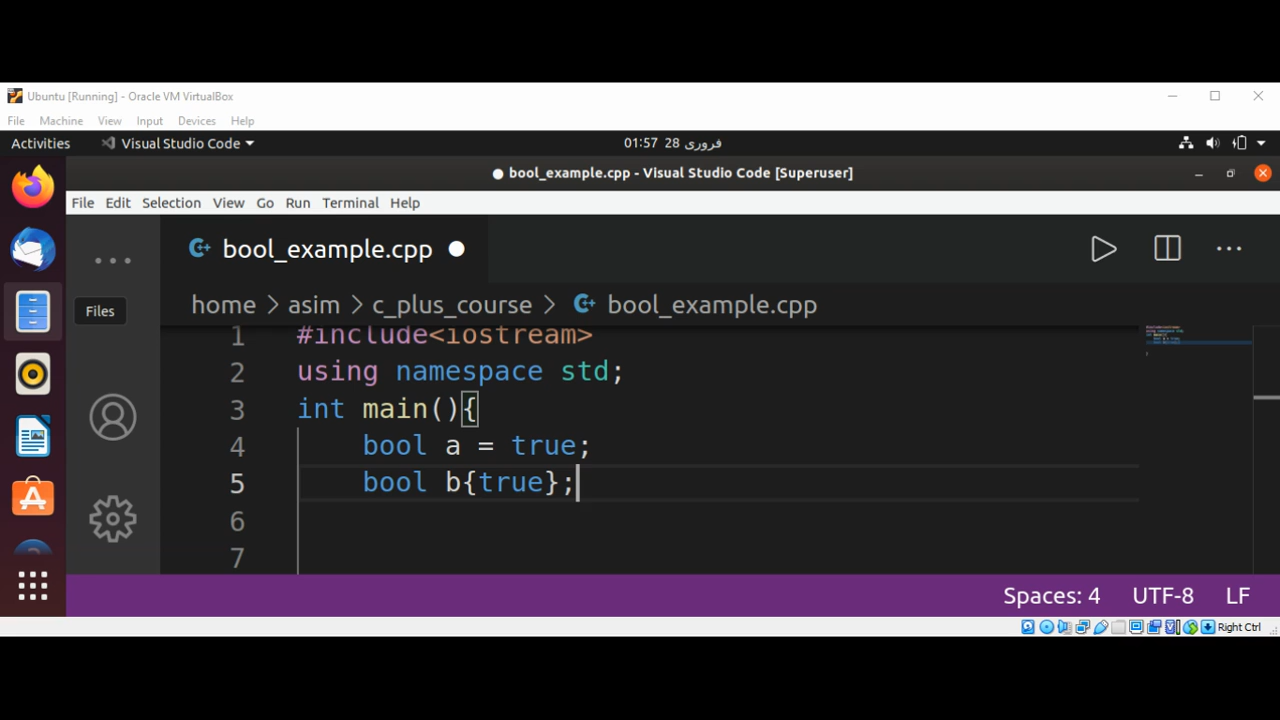 Ubuntu [Running] - Oracle VM VirtualBox
File Machine View Input Devices Help
Activities Visual Studio Code 01:57 28 فروری
bool_example.cpp - Visual Studio Code [Superuser]
File Edit Selection View Go Run Terminal Help
bool_example.cpp
Files
home > asim > c_plus_course > bool_example.cpp
1 #include<iostream>
2 using namespace std;
3 int main(){
4 bool a = true;
5 bool b{true};
6
7
Spaces: 4 UTF-8 LF
Right Ctrl